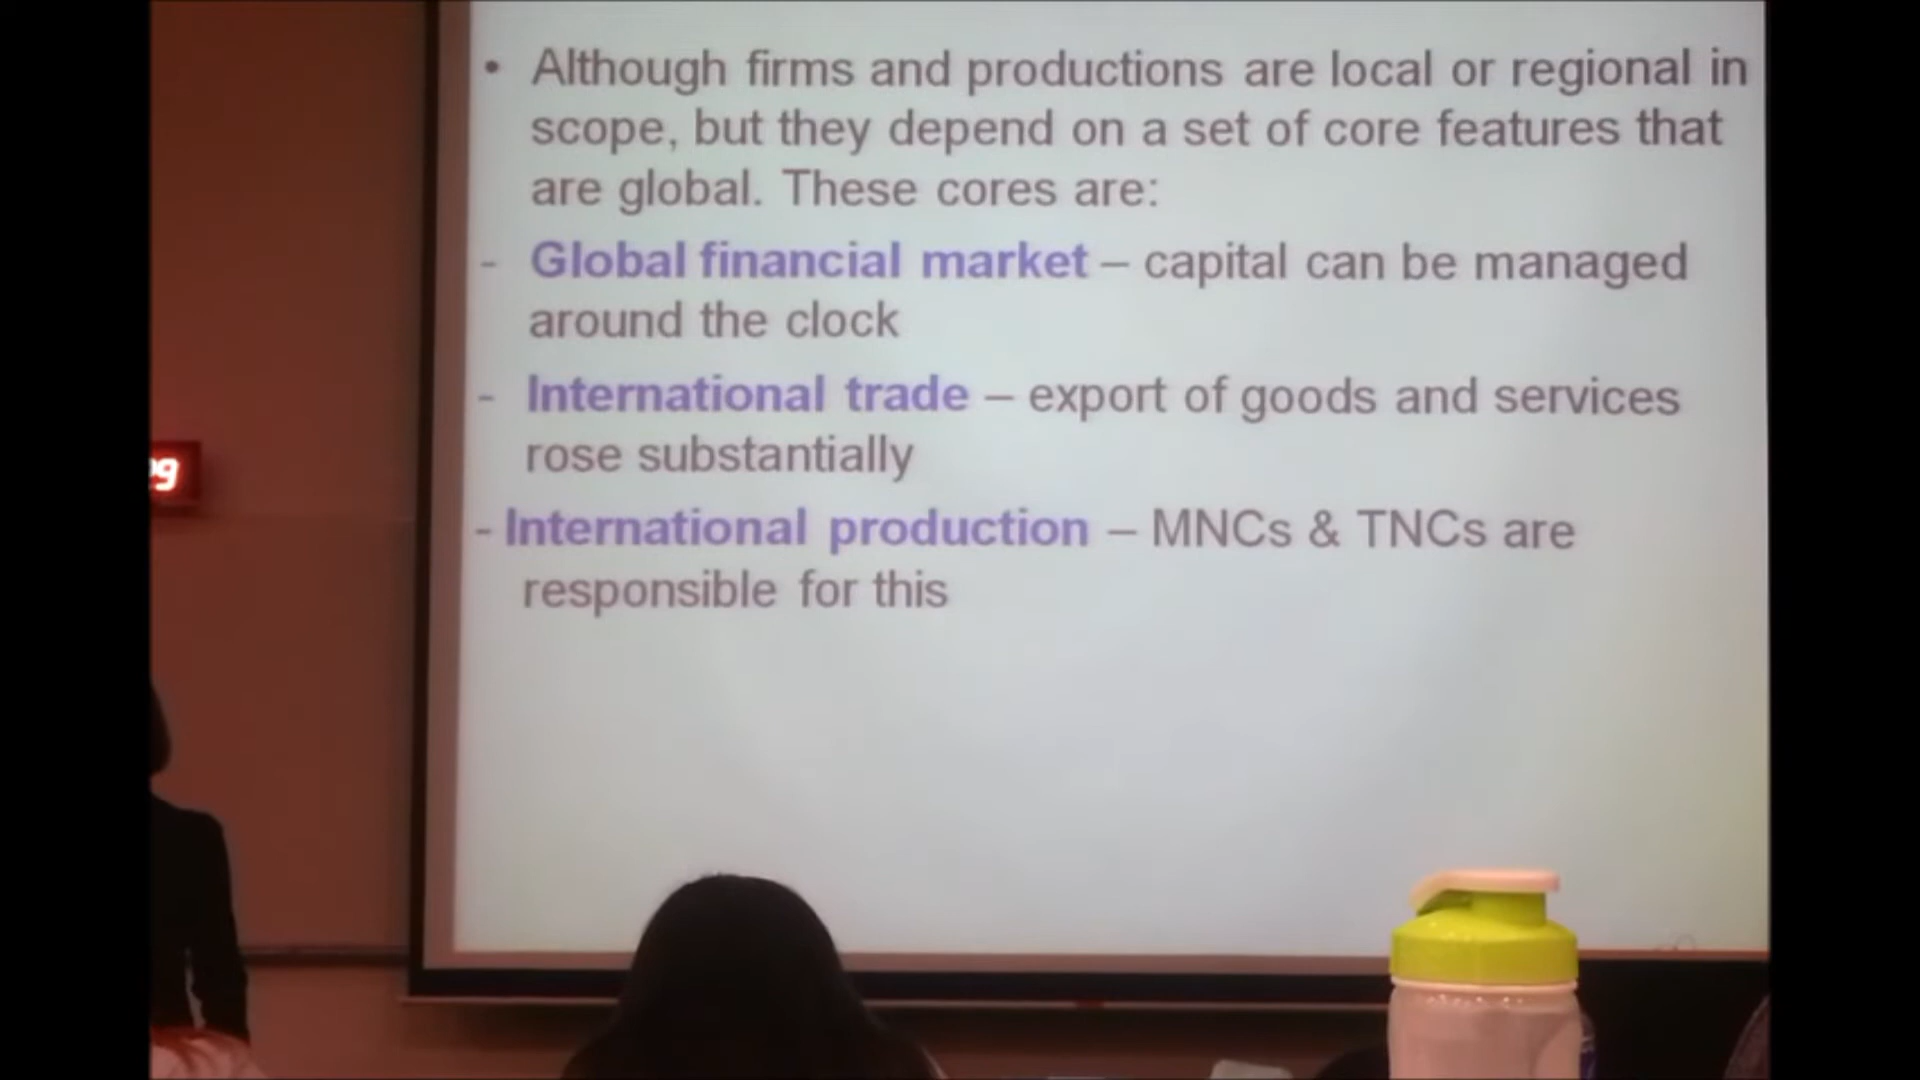 • Although firms and productions are local or regional in
scope, but they depend on a set of core features that
are global. These cores are:
- Global financial market – capital can be managed
around the clock
- International trade – export of goods and services
rose substantially
- International production – MNCs & TNCs are
responsible for this
9